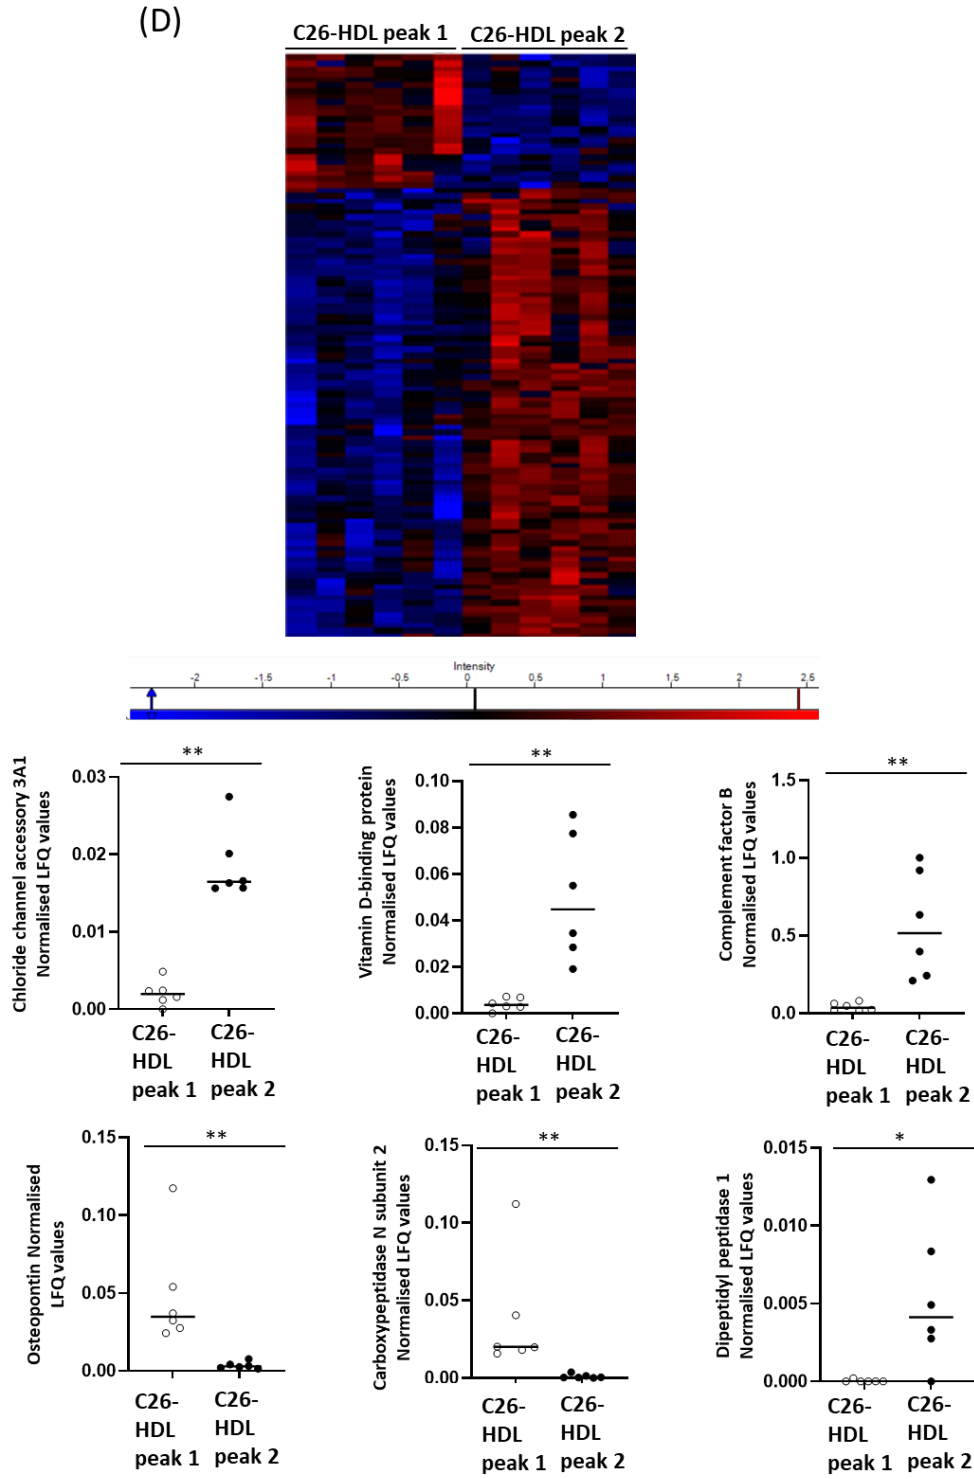 (D)
C26-HDL peak 1 C26-HDL peak 2
Intensity
-2 -1.5 -1 -0.5 0 0.5 1 1.5 2 2.5
**
Chloride channel accessory 3A1
Normalised LFQ values
0.03
0.02
0.01
0.00
C26-
HDL
peak 1
C26-
HDL
peak 2
**
Vitamin D-binding protein
Normalised LFQ values
0.10
0.08
0.06
0.04
0.02
0.00
C26-
HDL
peak 1
C26-
HDL
peak 2
**
Complement factor B
Normalised LFQ values
1.5
1.0
0.5
0.0
C26-
HDL
peak 1
C26-
HDL
peak 2
**
Osteopontin Normalised
LFQ values
0.15
0.10
0.05
0.00
C26-
HDL
peak 1
C26-
HDL
peak 2
**
Carboxypeptidase N subunit 2
Normalised LFQ values
0.15
0.10
0.05
0.00
C26-
HDL
peak 1
C26-
HDL
peak 2
*
Dipeptidyl peptidase 1
Normalised LFQ values
0.015
0.010
0.005
0.000
C26-
HDL
peak 1
C26-
HDL
peak 2